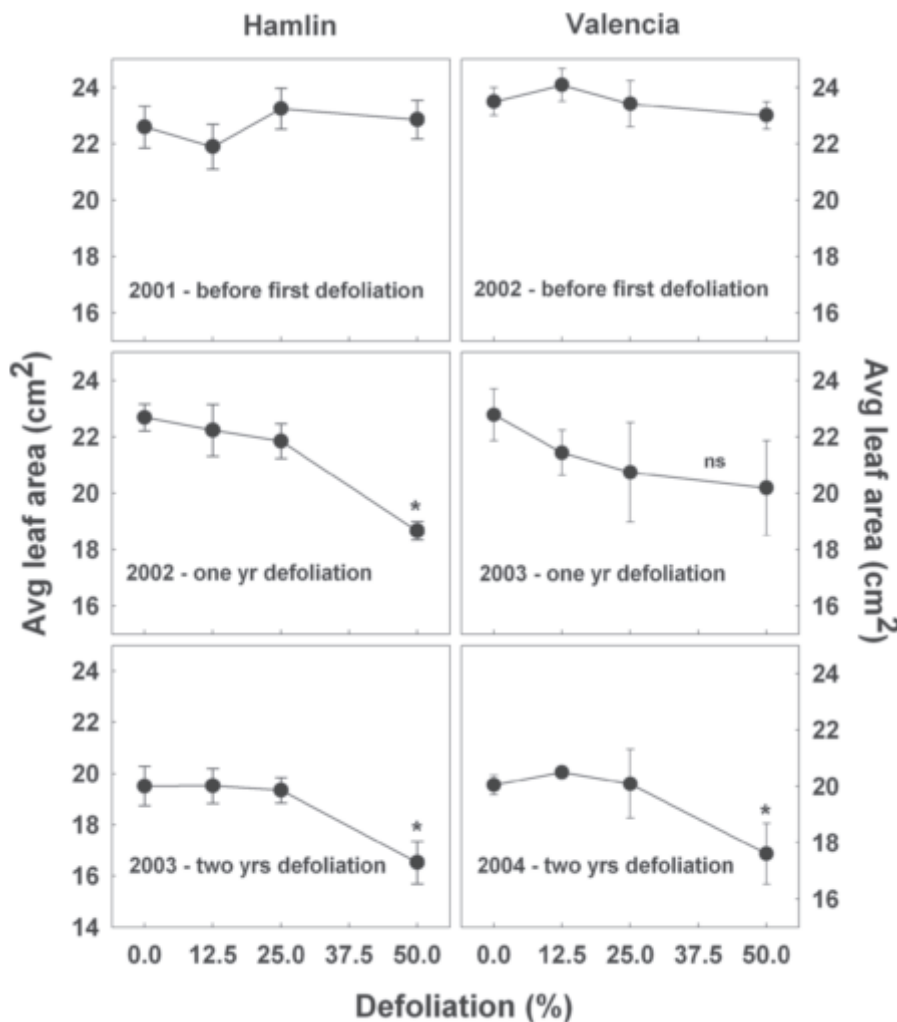 Hamlin Valencia
24 24
22 22
20 20
18 18
16 16
2001 - before first defoliation 2002 - before first defoliation
Avg leaf area (cm2) Avg leaf area (cm2)
24 24
22 22
ns
20 20
*
18 18
2002 - one yr defoliation 2003 - one yr defoliation
16 16
24 24
22 22
20 20
18 18
* *
2003 - two yrs defoliation 2004 - two yrs defoliation
16 16
14
0.0 12.5 25.0 37.5 50.0 0.0 12.5 25.0 37.5 50.0
Defoliation (%)